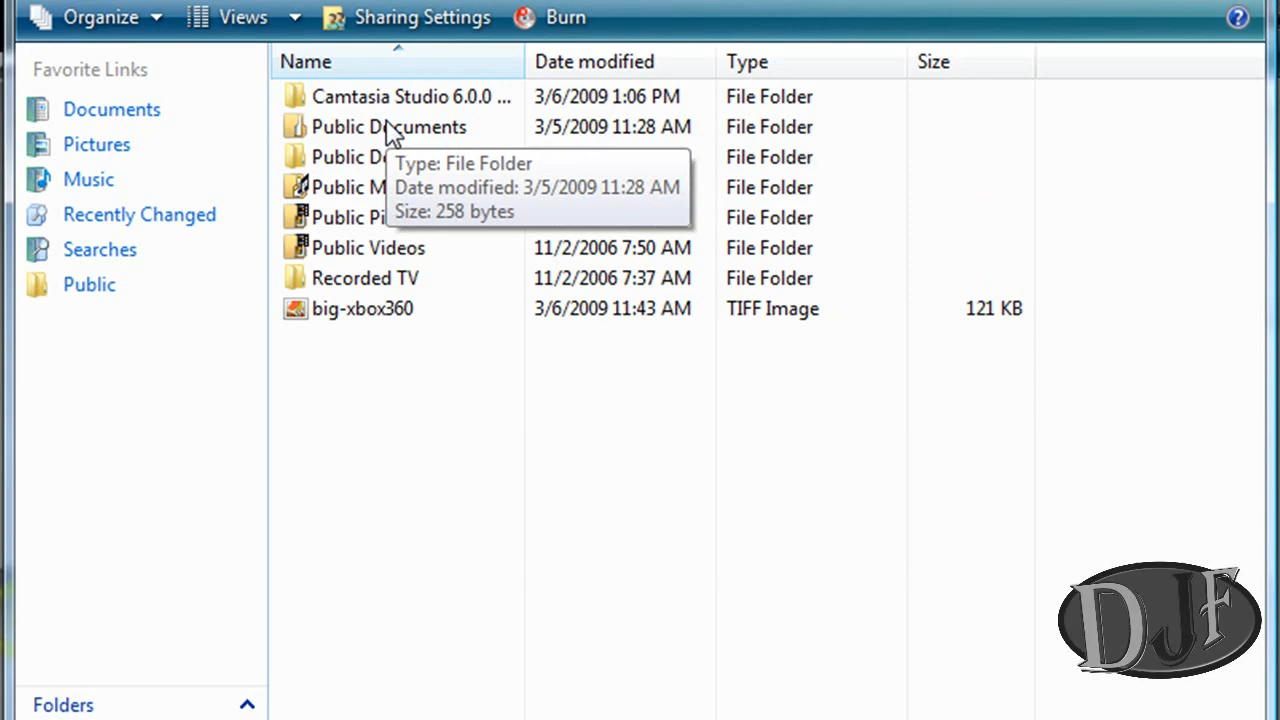 Organize Views Sharing Settings Burn
Favorite Links
Documents
Pictures
Music
Recently Changed
Searches
Public
Folders
Name Date modified Type Size
Camtasia Studio 6.0.0 ... 3/6/2009 1:06 PM File Folder
Public Documents 3/5/2009 11:28 AM File Folder
Public D File Folder
Public M File Folder
Public Pi File Folder
Public Videos 11/2/2006 7:50 AM File Folder
Recorded TV 11/2/2006 7:37 AM File Folder
big-xbox360 3/6/2009 11:43 AM TIFF Image 121 KB
Type: File Folder
Date modified: 3/5/2009 11:28 AM
Size: 258 bytes
DJF